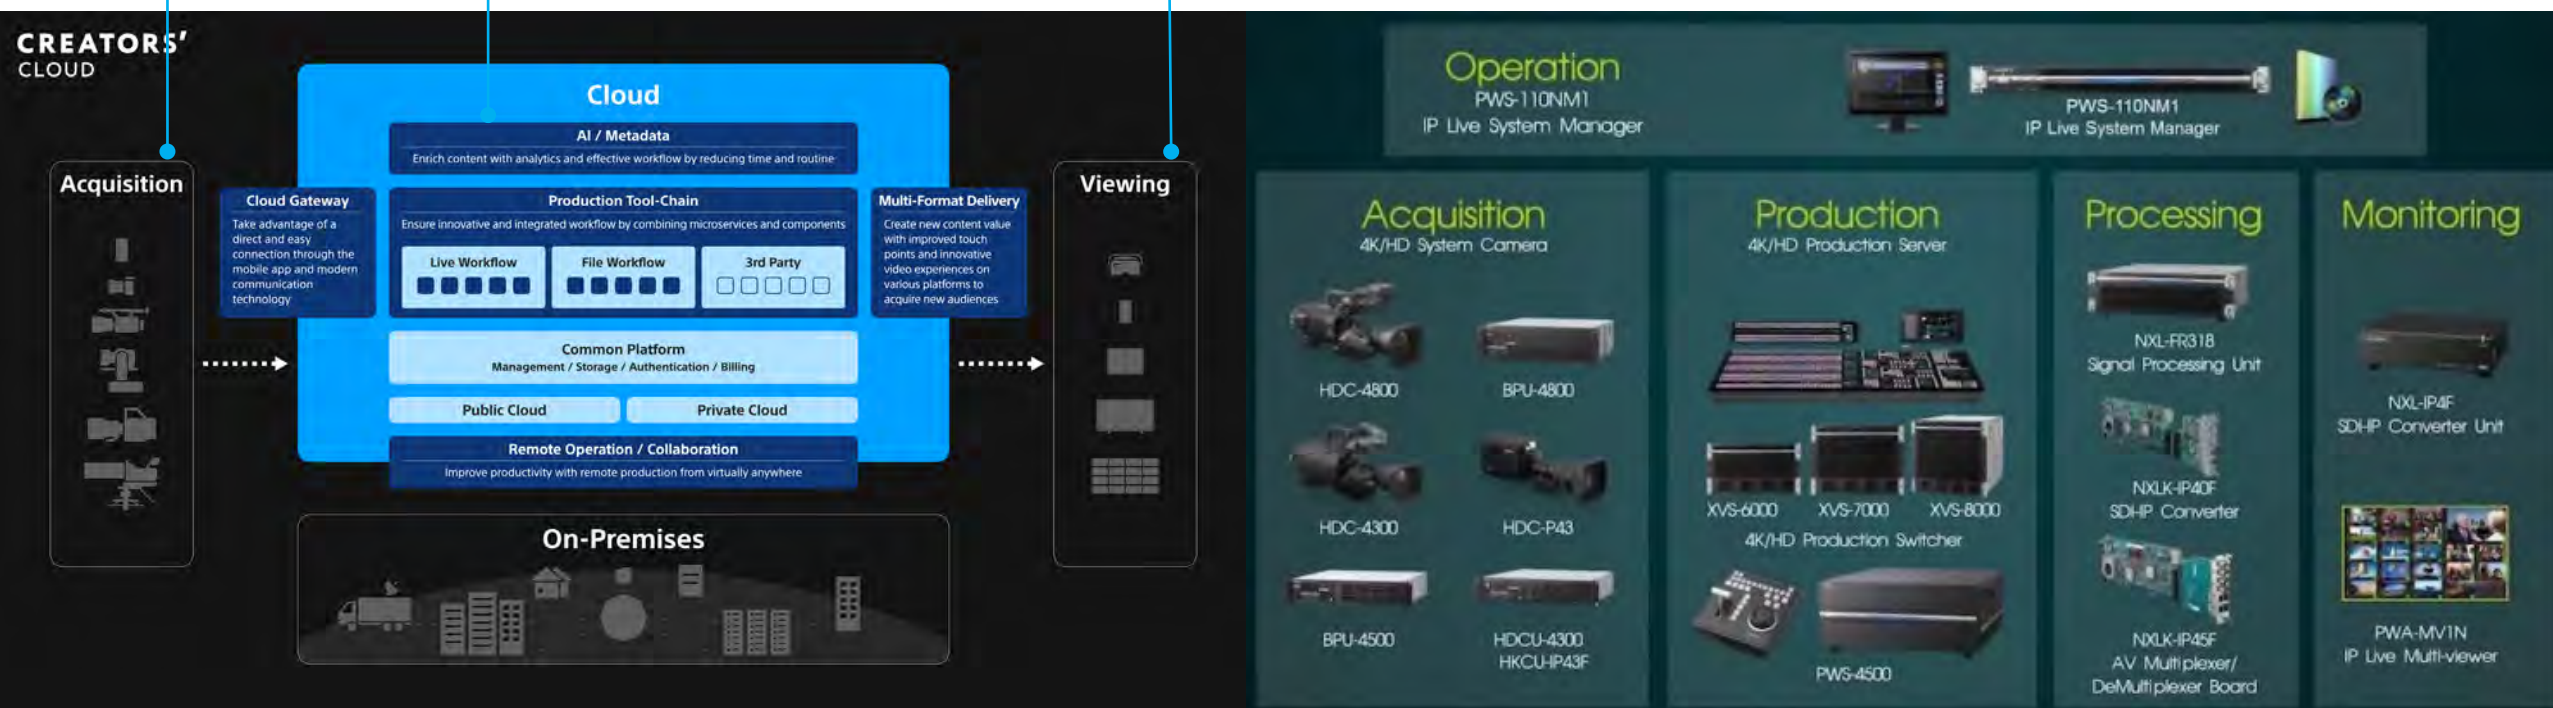 CREATORS'
CLOUD
Acquisition
Cloud
AI / Metadata
Enrich content with analytics and effective workflow by reducing time and routine
Cloud Gateway
Take advantage of a
direct and easy
connection through the
mobile app and modern
communication
technology
Production Tool-Chain
Ensure innovative and integrated workflow by combining microservices and components
Live Workflow
File Workflow
3rd Party
Multi-Format Delivery
Create new content value
with improved touch
points and innovative
video experiences on
various platforms to
acquire new audiences
Common Platform
Management / Storage / Authentication / Billing
Public Cloud
Private Cloud
Remote Operation / Collaboration
Improve productivity with remote production from virtually anywhere
Viewing
On-Premises
Operation
PWS-110NM1
IP Live System Manager
PWS-110NM1
IP Live System Manager
Acquisition
4K/HD System Camera
HDC-4800
BPU-4800
HDC-4300
HDC-P43
BPU-4500
HDCU-4300
HKCU-IP43F
Production
4K/HD Production Server
XVS-6000
XVS-7000
XVS-8000
4K/HD Production Switcher
PWS-4500
Processing
NXL-FR318
Signal Processing Unit
NXLK-IP40F
SDI-IP Converter
NXLK-IP45F
AV Multiplexer/
DeMultiplexer Board
Monitoring
NXL-IP4F
SDI-IP Converter Unit
PWA-MV1N
IP Live Multi-viewer